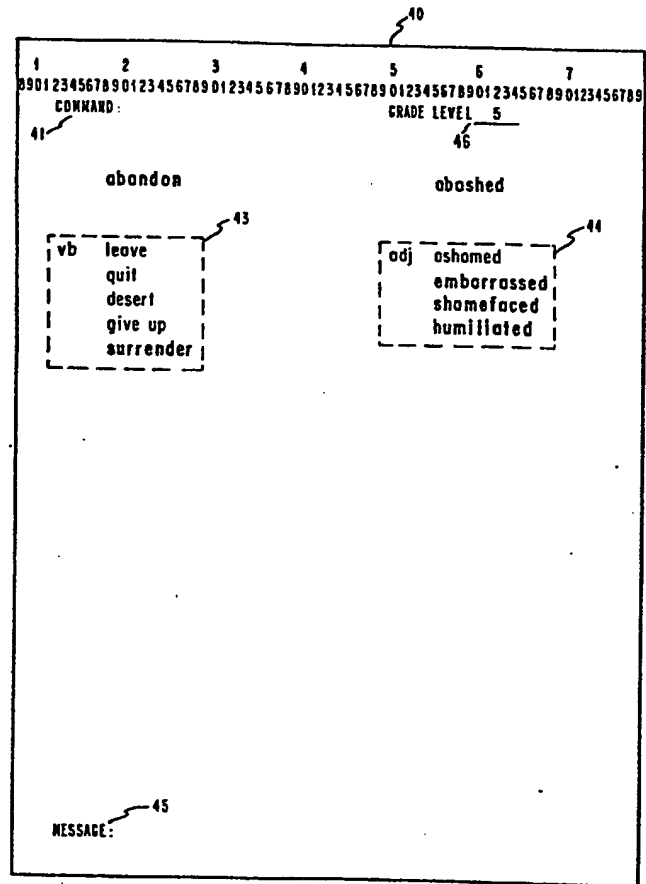 40
1 2 3 4 5 6 7
8901234567890123456789012345678901234567890123456789012345678901234567890123456789
COMMAND: GRADE LEVEL 5
41 46
abandon abashed
43 44
vb leave adj ashamed
quit embarrassed
desert shamefaced
give up humiliated
surrender
45
MESSAGE: